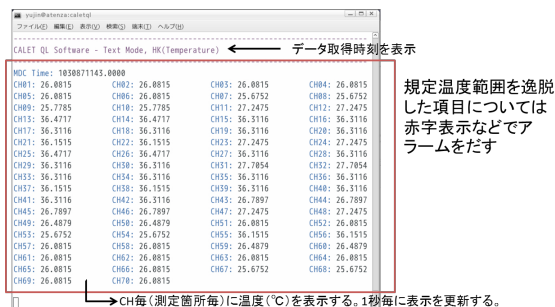 yujin@atenza:caletql
ファイル(F) 編集(E) 表示(V) 検索(S) 端末(T) ヘルプ(H)
CALET QL Software - Text Mode, HK(Temperature)
データ取得時刻を表示
MDC Time: 1030871143.0000
CH01: 26.0815 CH02: 26.0815 CH03: 26.0815 CH04: 26.0815
CH05: 26.0815 CH06: 26.0815 CH07: 25.6752 CH08: 25.6752
CH09: 25.7785 CH10: 25.7785 CH11: 27.2475 CH12: 27.2475
CH13: 36.4717 CH14: 36.4717 CH15: 36.3116 CH16: 36.3116
CH17: 36.3116 CH18: 36.3116 CH19: 26.0815 CH20: 36.3116
CH21: 36.1515 CH22: 36.1515 CH23: 27.2475 CH24: 27.2475
CH25: 36.4717 CH26: 36.4717 CH27: 36.3116 CH28: 36.3116
CH29: 36.3116 CH30: 36.3116 CH31: 27.7054 CH32: 27.7054
CH33: 36.3116 CH34: 36.3116 CH35: 36.3116 CH36: 36.3116
CH37: 36.1515 CH38: 36.1515 CH39: 36.3116 CH40: 36.3116
CH41: 36.3112 CH42: 36.3116 CH43: 26.7897 CH44: 26.7897
CH45: 26.7897 CH46: 26.7897 CH47: 27.2475 CH48: 27.2475
CH49: 26.4879 CH50: 26.4879 CH51: 26.0815 CH52: 26.0815
CH53: 25.6752 CH54: 25.6752 CH55: 36.1515 CH56: 36.1515
CH57: 26.0815 CH58: 26.0815 CH59: 26.4879 CH60: 26.4879
CH61: 26.0815 CH62: 26.0815 CH63: 26.0815 CH64: 26.0815
CH65: 26.0815 CH66: 26.0815 CH67: 25.6752 CH68: 25.6752
CH69: 26.0815 CH70: 26.0815
規定温度範囲を逸脱
した項目については
赤字表示などでア
ラームをだす
CH毎(測定箇所毎)に温度(℃)を表示する。1秒毎に表示を更新する。